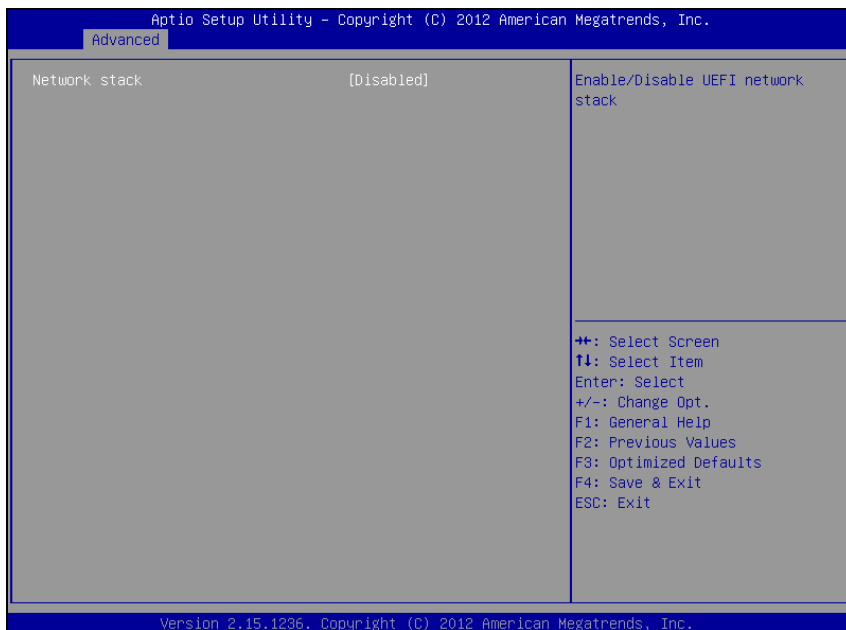 Aptio Setup Utility – Copyright (C) 2012 American Megatrends, Inc.
Advanced
Network stack [Disabled]
Enable/Disable UEFI network
stack
→←: Select Screen
↑↓: Select Item
Enter: Select
+/-: Change Opt.
F1: General Help
F2: Previous Values
F3: Optimized Defaults
F4: Save & Exit
ESC: Exit
Version 2.15.1236. Copyright (C) 2012 American Megatrends, Inc.